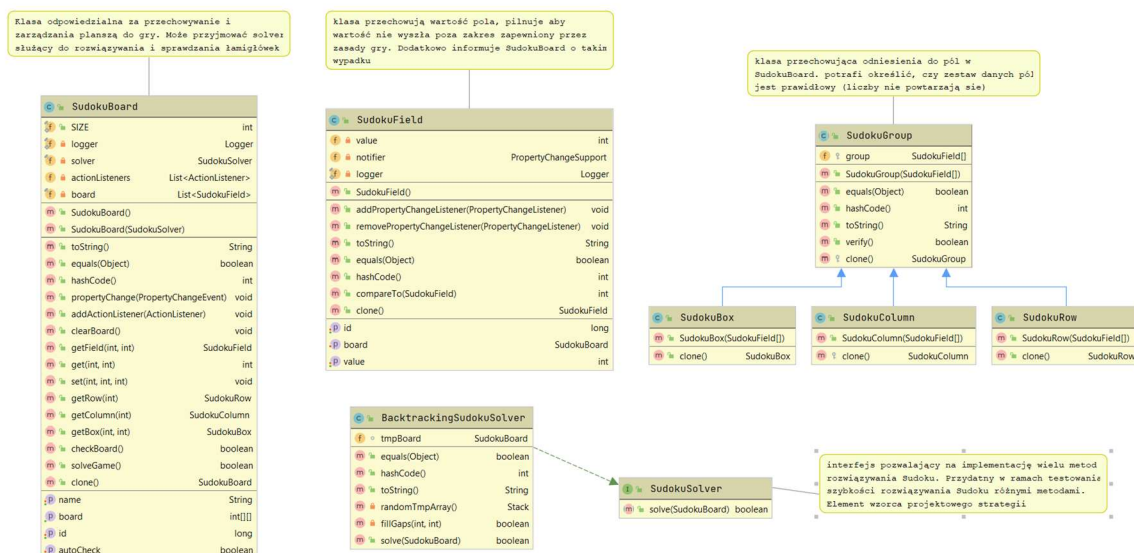 Klasa odpowiedzialna za przechowywanie i
zarządzania planszą do gry. Może przyjmować solver
służący do rozwiązywania i sprawdzania łamigłówek
klasa przechowują wartość pola, pilnuje aby
wartość nie wyszła poza zakres zapewniony przez
zasady gry. Dodatkowo informuje SudokuBoard o takim
wypadku
klasa przechowująca odniesienia do pól w
SudokuBoard. potrafi określić, czy zestaw danych pól
jest prawidłowy (liczby nie powtarzają sie)
SudokuBoard
SIZE int
logger Logger
solver SudokuSolver
actionListeners List<ActionListener>
board List<SudokuField>
SudokuBoard()
SudokuBoard(SudokuSolver)
toString() String
equals(Object) boolean
hashCode() int
propertyChange(PropertyChangeEvent) void
addActionListener(ActionListener) void
clearBoard() void
getField(int, int) SudokuField
get(int, int) int
set(int, int, int) void
getRow(int) SudokuRow
getColumn(int) SudokuColumn
getBox(int, int) SudokuBox
checkBoard() boolean
solveGame() boolean
clone() SudokuBoard
name String
board int[][]
id long
autoCheck boolean
SudokuField
value int
notifier PropertyChangeSupport
logger Logger
SudokuField()
addPropertyChangeListener(PropertyChangeListener) void
removePropertyChangeListener(PropertyChangeListener) void
toString() String
equals(Object) boolean
hashCode() int
compareTo(SudokuField) int
clone() SudokuField
id long
board SudokuBoard
value int
SudokuGroup
group SudokuField[]
SudokuGroup(SudokuField[])
equals(Object) boolean
hashCode() int
toString() String
verify() boolean
clone() SudokuGroup
SudokuBox
SudokuBox(SudokuField[])
clone() SudokuBox
SudokuColumn
SudokuColumn(SudokuField[])
clone() SudokuColumn
SudokuRow
SudokuRow(SudokuField[])
clone() SudokuRow
BacktrackingSudokuSolver
tmpBoard SudokuBoard
equals(Object) boolean
hashCode() int
toString() String
randomTmpArray() Stack
fillGaps(int, int) boolean
solve(SudokuBoard) boolean
SudokuSolver
solve(SudokuBoard) boolean
interfejs pozwalający na implementację wielu metod
rozwiązywania Sudoku. Przydatny w ramach testowania
szybkości rozwiązywania Sudoku różnymi metodami.
Element wzorca projektowego strategii